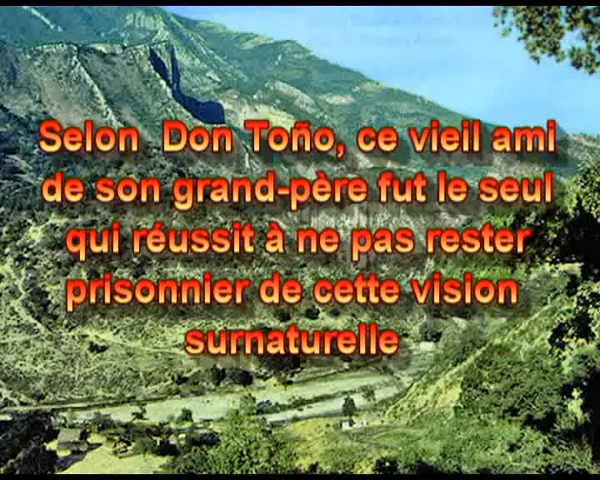 Selon Don Toño, ce vieil ami
de son grand-père fut le seul
qui réussit à ne pas rester
prisonnier de cette vision
surnaturelle